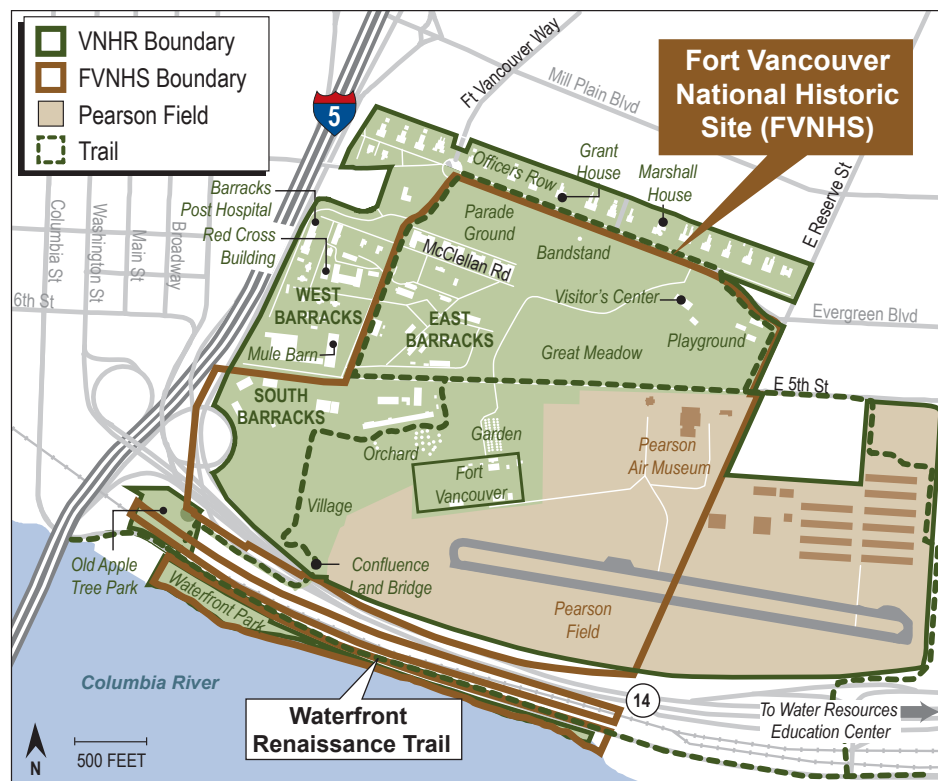 VNHR Boundary
FVNHS Boundary
Pearson Field
Trail
5
Ft Vancouver Way
Mill Plain Blvd
Fort Vancouver
National Historic
Site (FVNHS)
E Reserve St
Officers Row
Grant
House
Marshall
House
Barracks
Post Hospital
Red Cross
Building
Parade
Ground
McClellan Rd
Bandstand
Columbia St
Washington St
Main St
Broadway
6th St
WEST
BARRACKS
EAST
BARRACKS
Visitor's Center
Evergreen Blvd
Mule Barn
Great Meadow
Playground
SOUTH
BARRACKS
E 5th St
Orchard
Garden
Pearson
Air Museum
Fort
Vancouver
Village
Old Apple
Tree Park
Confluence
Land Bridge
Waterfront Park
Pearson
Field
Columbia River
Waterfront
Renaissance Trail
14
To Water Resources
Education Center
N
500 FEET